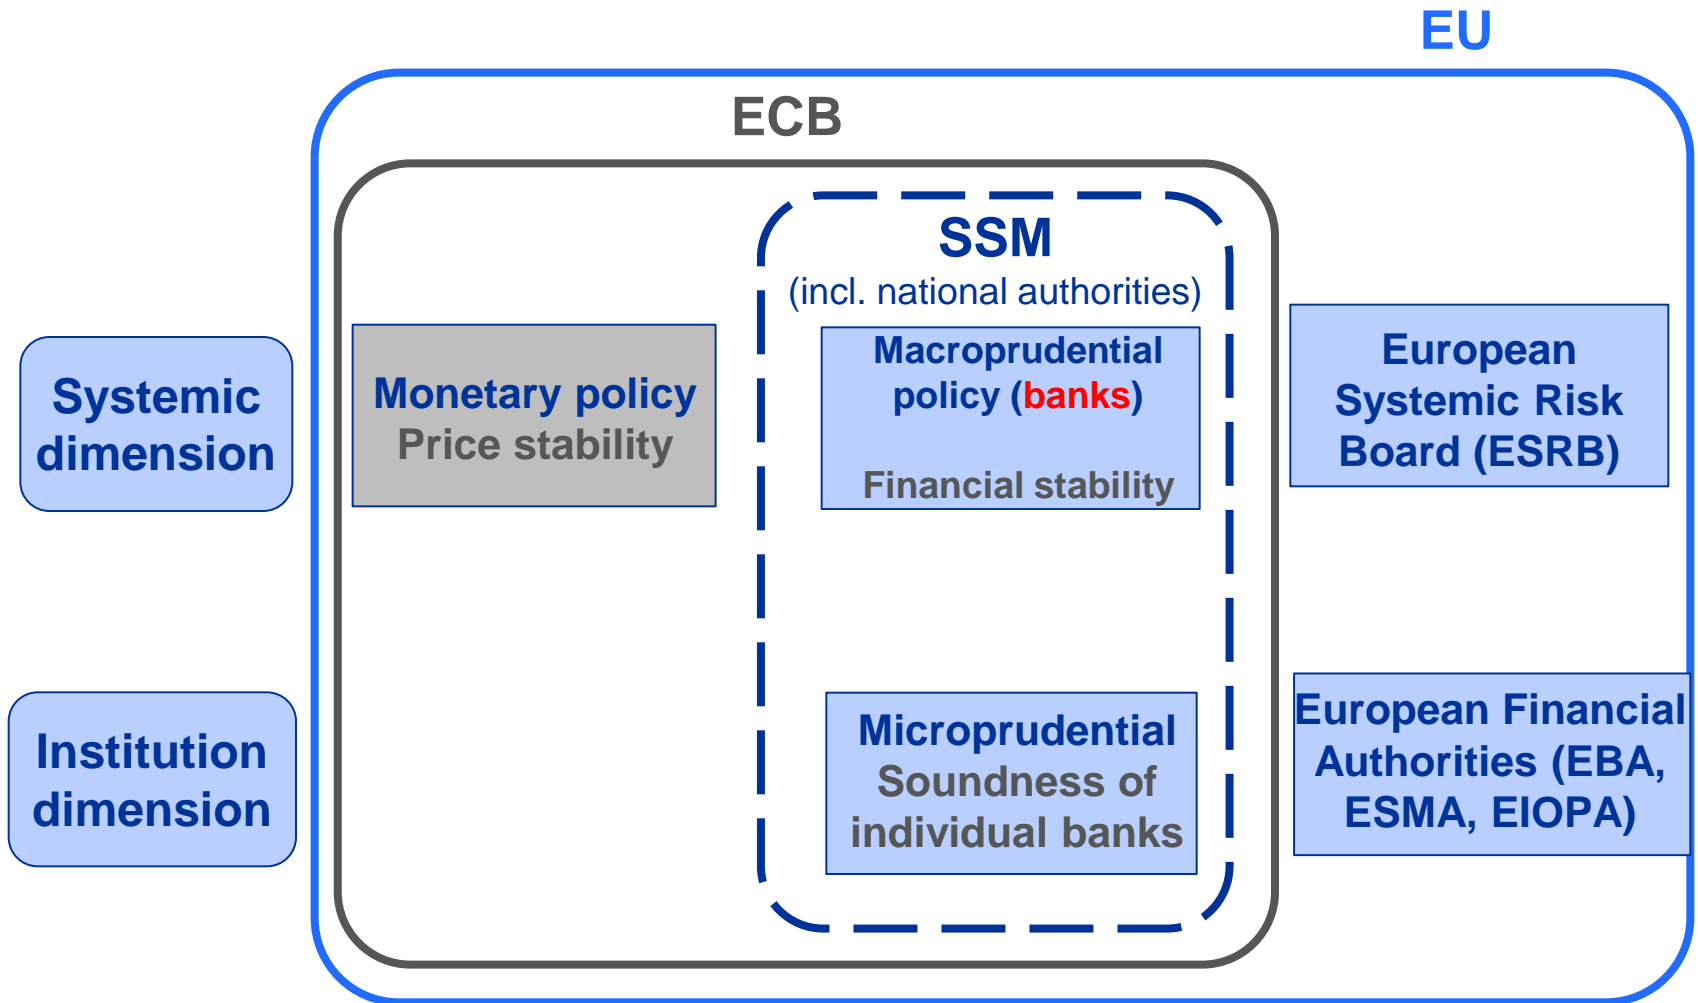 EU
ECB
SSM
(incl. national authorities)
Systemic
dimension
Monetary policy
Price stability
Macroprudential
policy (banks)
Financial stability
European
Systemic Risk
Board (ESRB)
Institution
dimension
Microprudential
Soundness of
individual banks
European Financial
Authorities (EBA,
ESMA, EIOPA)